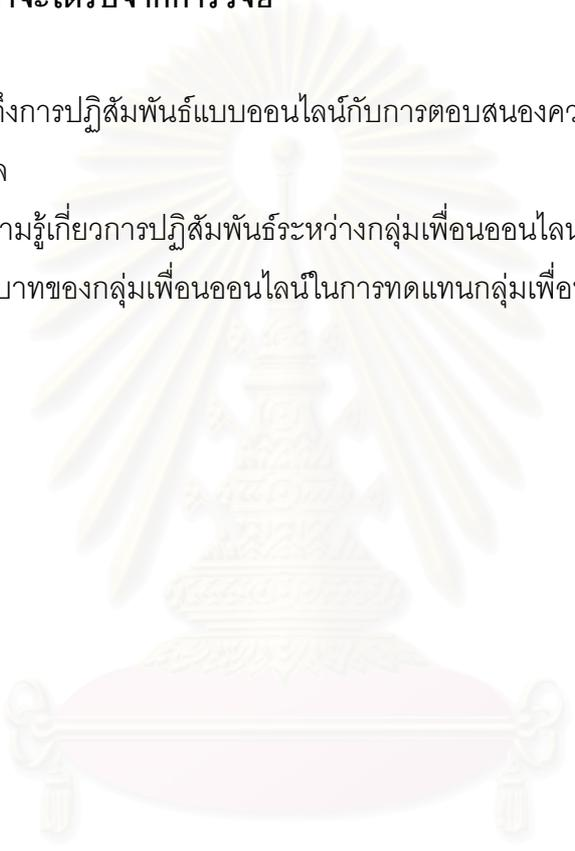 จะได้รับจากการวิจัย
ถึงการปฏิสัมพันธ์แบบออนไลน์กับการตอบสนองคว
ล
ามรู้เกี่ยวการปฏิสัมพันธ์ระหว่างกลุ่มเพื่อนออนไลน
บาทของกลุ่มเพื่อนออนไลน์ในการทดแทนกลุ่มเพื่อน